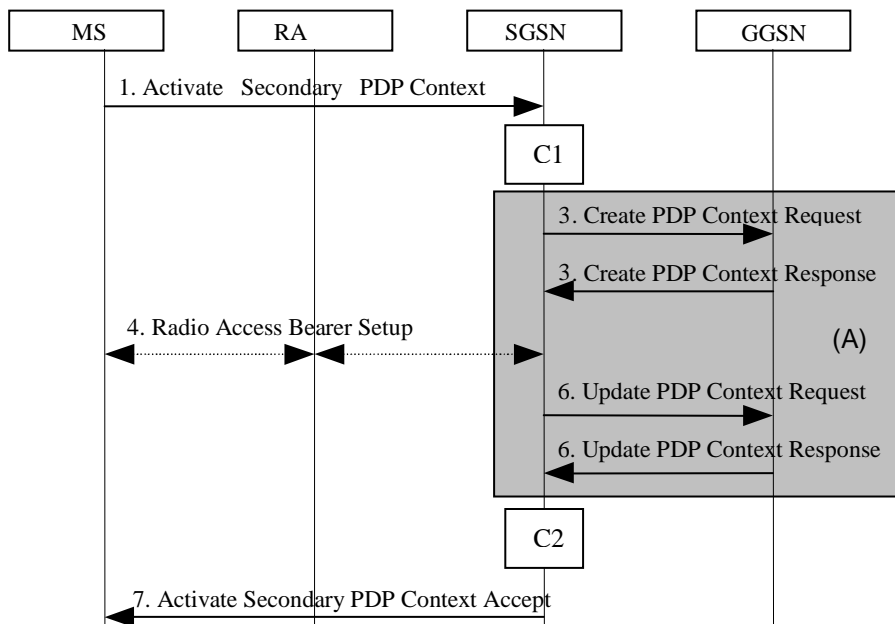 MS RA SGSN GGSN
1. Activate Secondary PDP Context
C1
3. Create PDP Context Request
3. Create PDP Context Response
4. Radio Access Bearer Setup
(A)
6. Update PDP Context Request
6. Update PDP Context Response
C2
7. Activate Secondary PDP Context Accept